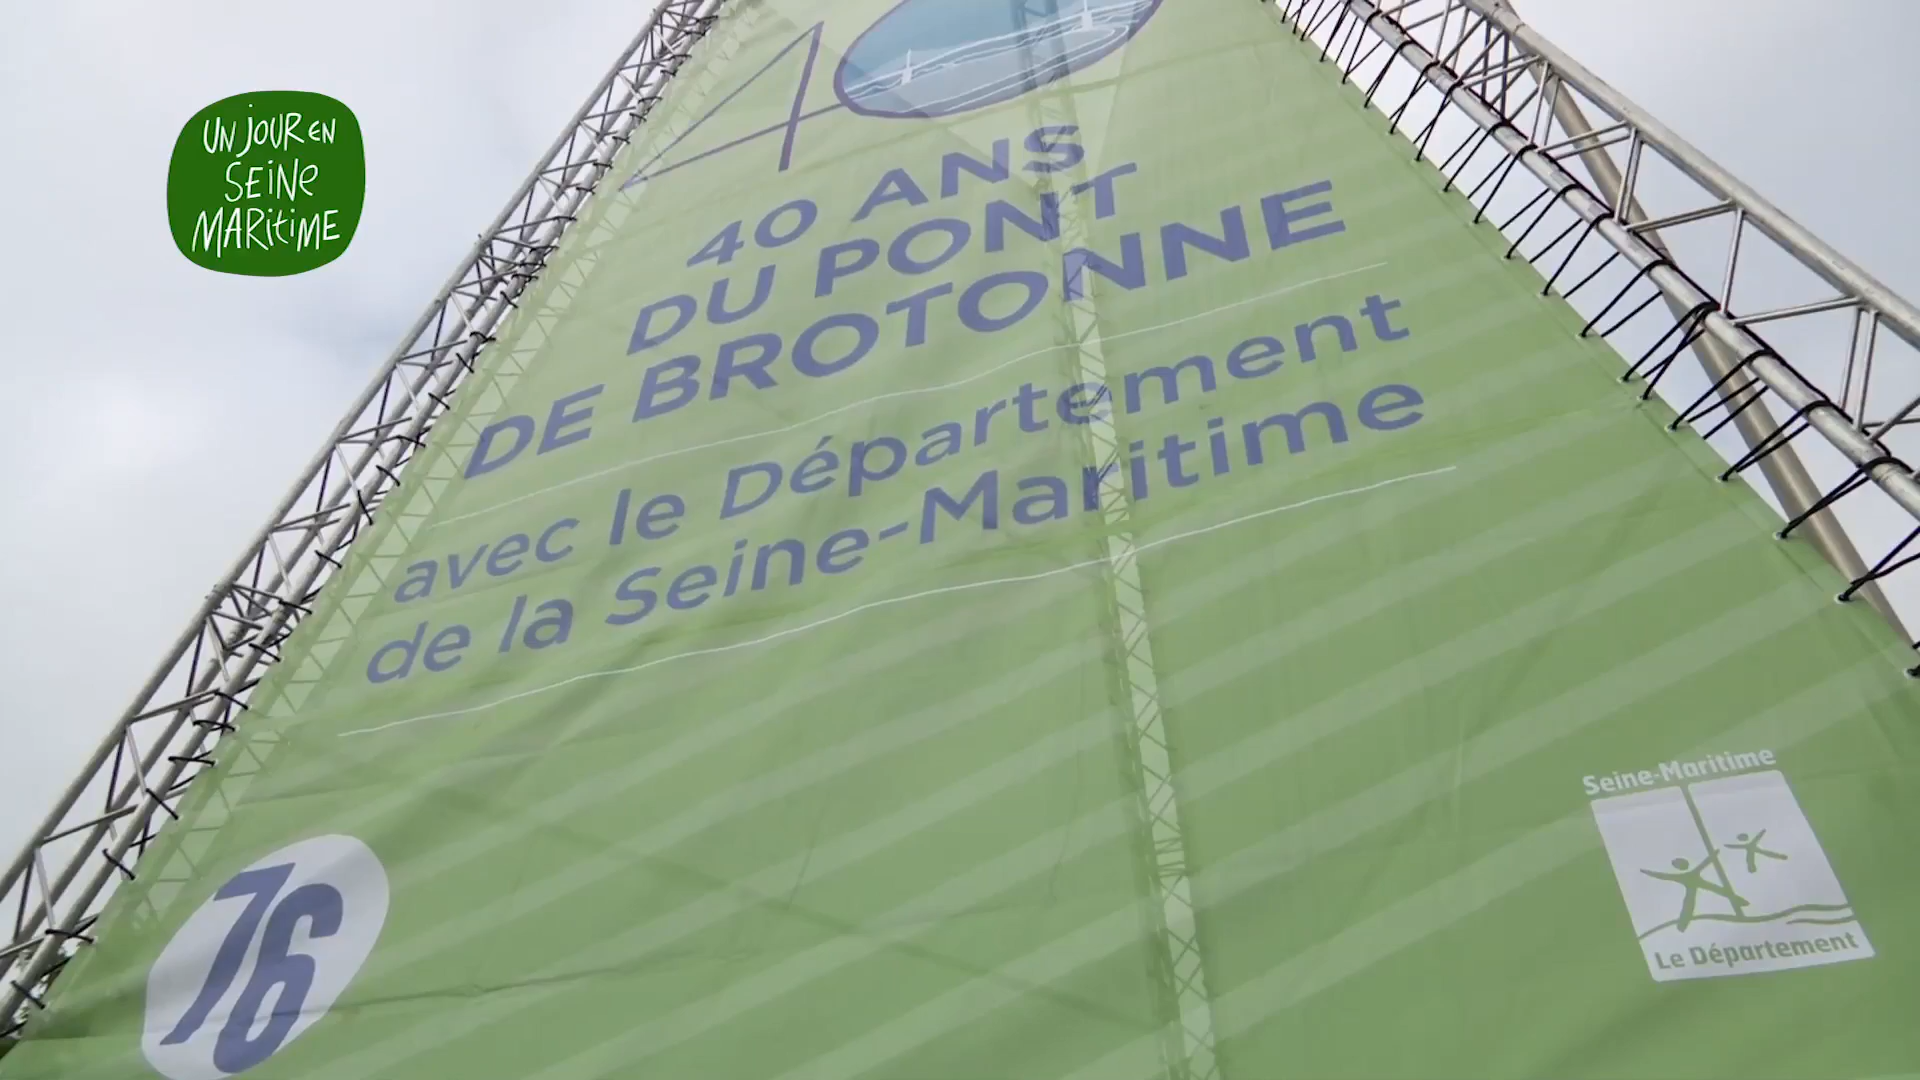 UN JOUR EN
SEINE
MARITIME
40
40 ANS
DU PONT
DE BROTONNE
avec le Département
de la Seine-Maritime
76
Seine-Maritime
Le Département